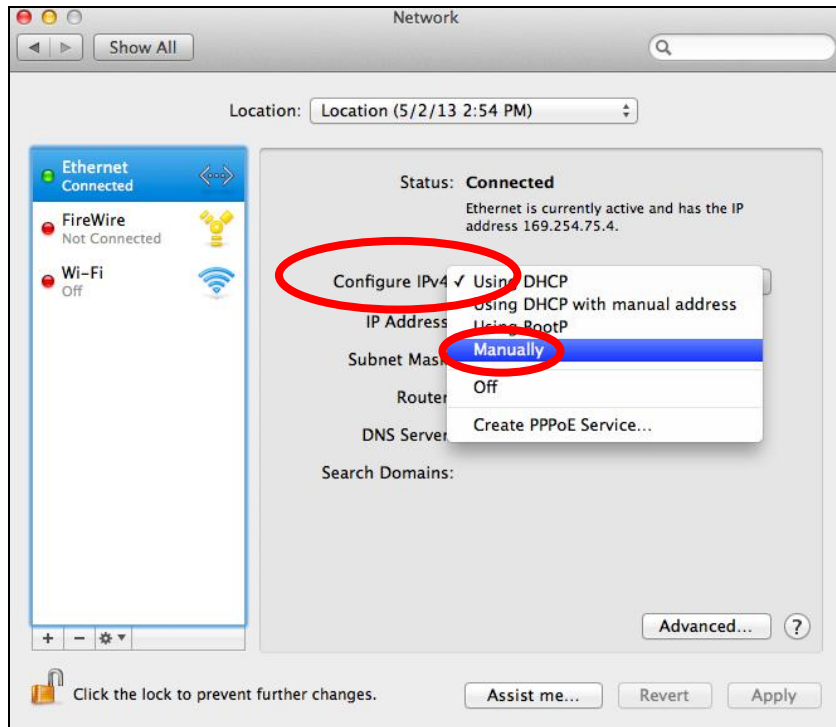 Network
Show All
Location: Location (5/2/13 2:54 PM)
Ethernet
Connected
FireWire
Not Connected
Wi-Fi
Off
Status: Connected
Ethernet is currently active and has the IP
address 169.254.75.4.
Configure IPv4 ✓ Using DHCP
Using DHCP with manual address
IP Address
Using BootP
Manually
Subnet Mask
Off
Router
Create PPPoE Service...
DNS Server
Search Domains:
Advanced... ?
+ −
Click the lock to prevent further changes.
Assist me... Revert Apply